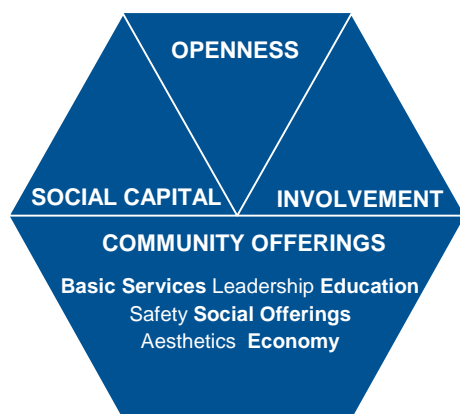 OPENNESS
SOCIAL CAPITAL
INVOLVEMENT
COMMUNITY OFFERINGS
Basic Services Leadership Education
Safety Social Offerings
Aesthetics Economy